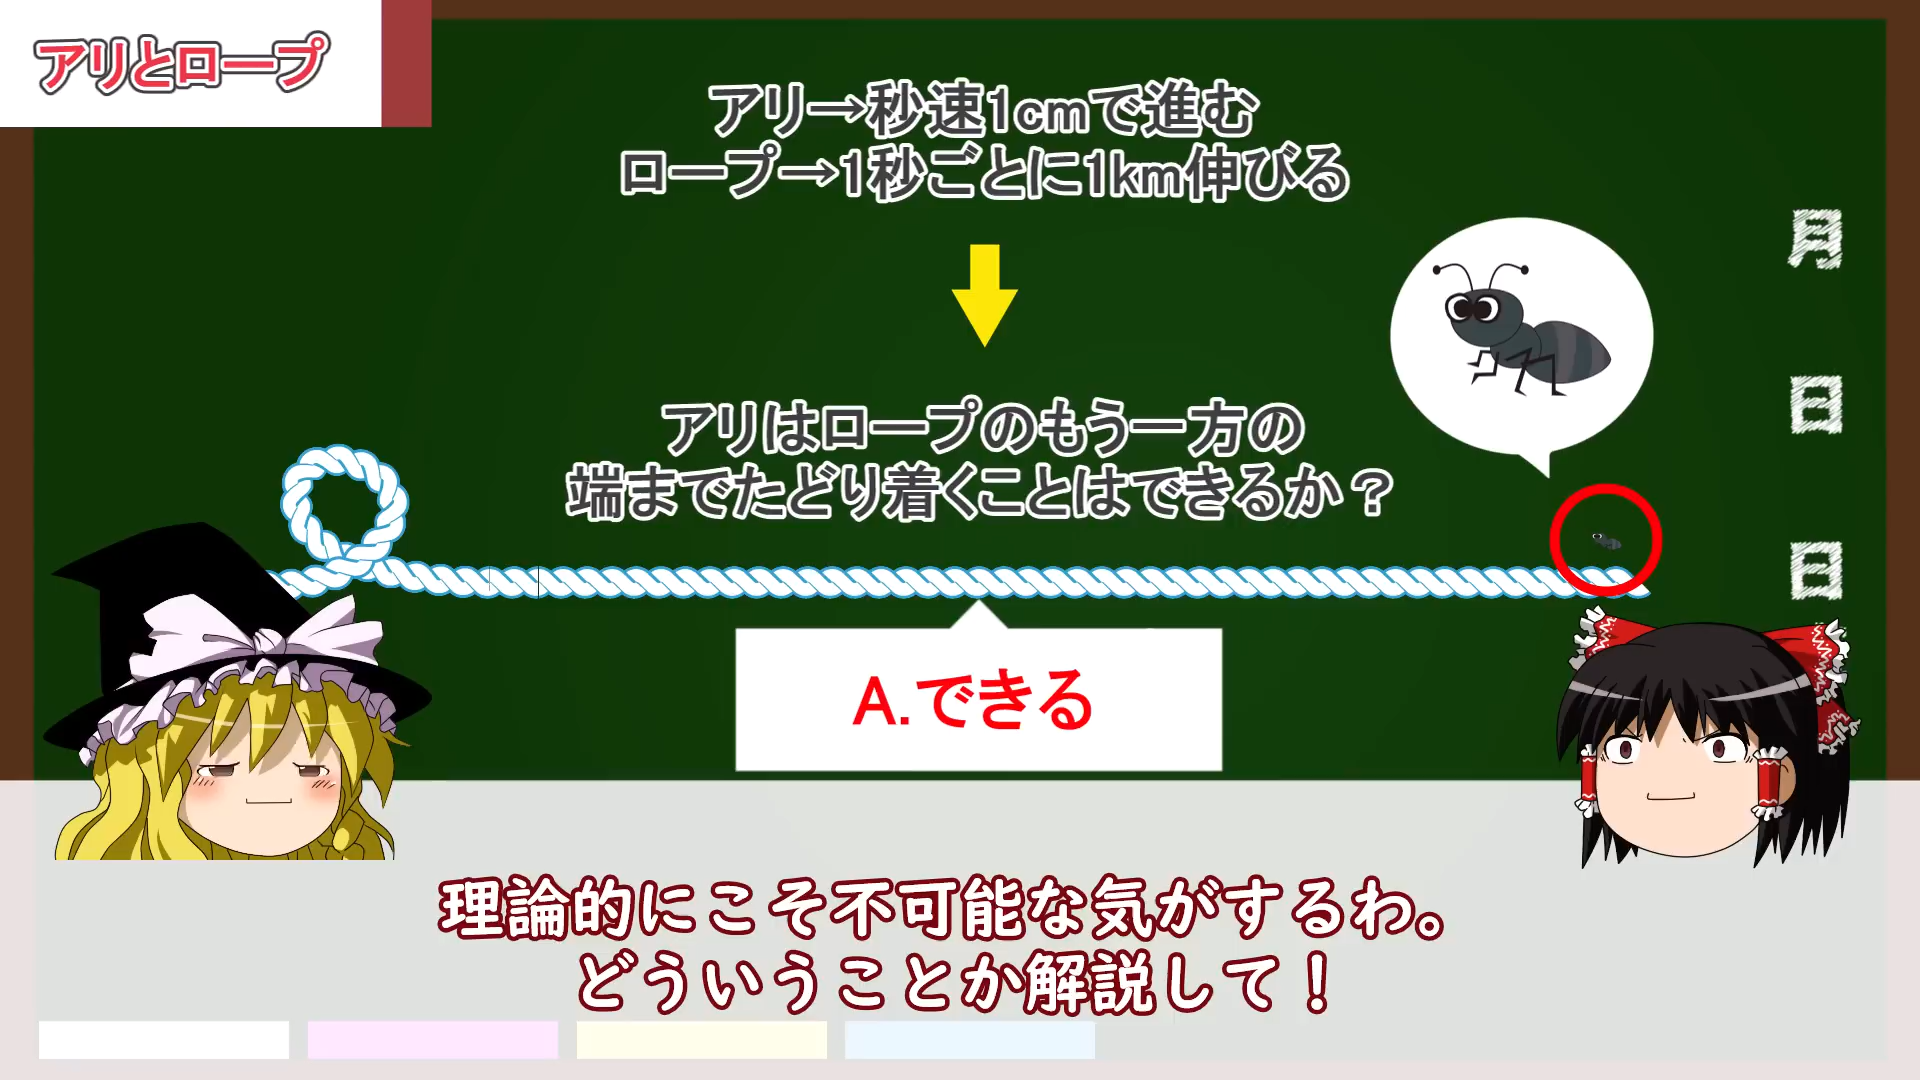 アリとロープ
アリ→秒速1cmで進む
ロープ→1秒ごとに1km伸びる
アリはロープのもう一方の
端までたどり着くことはできるか？
月
日
日
A.できる
理論的にこそ不可能な気がするわ。
どういうことか解説して！